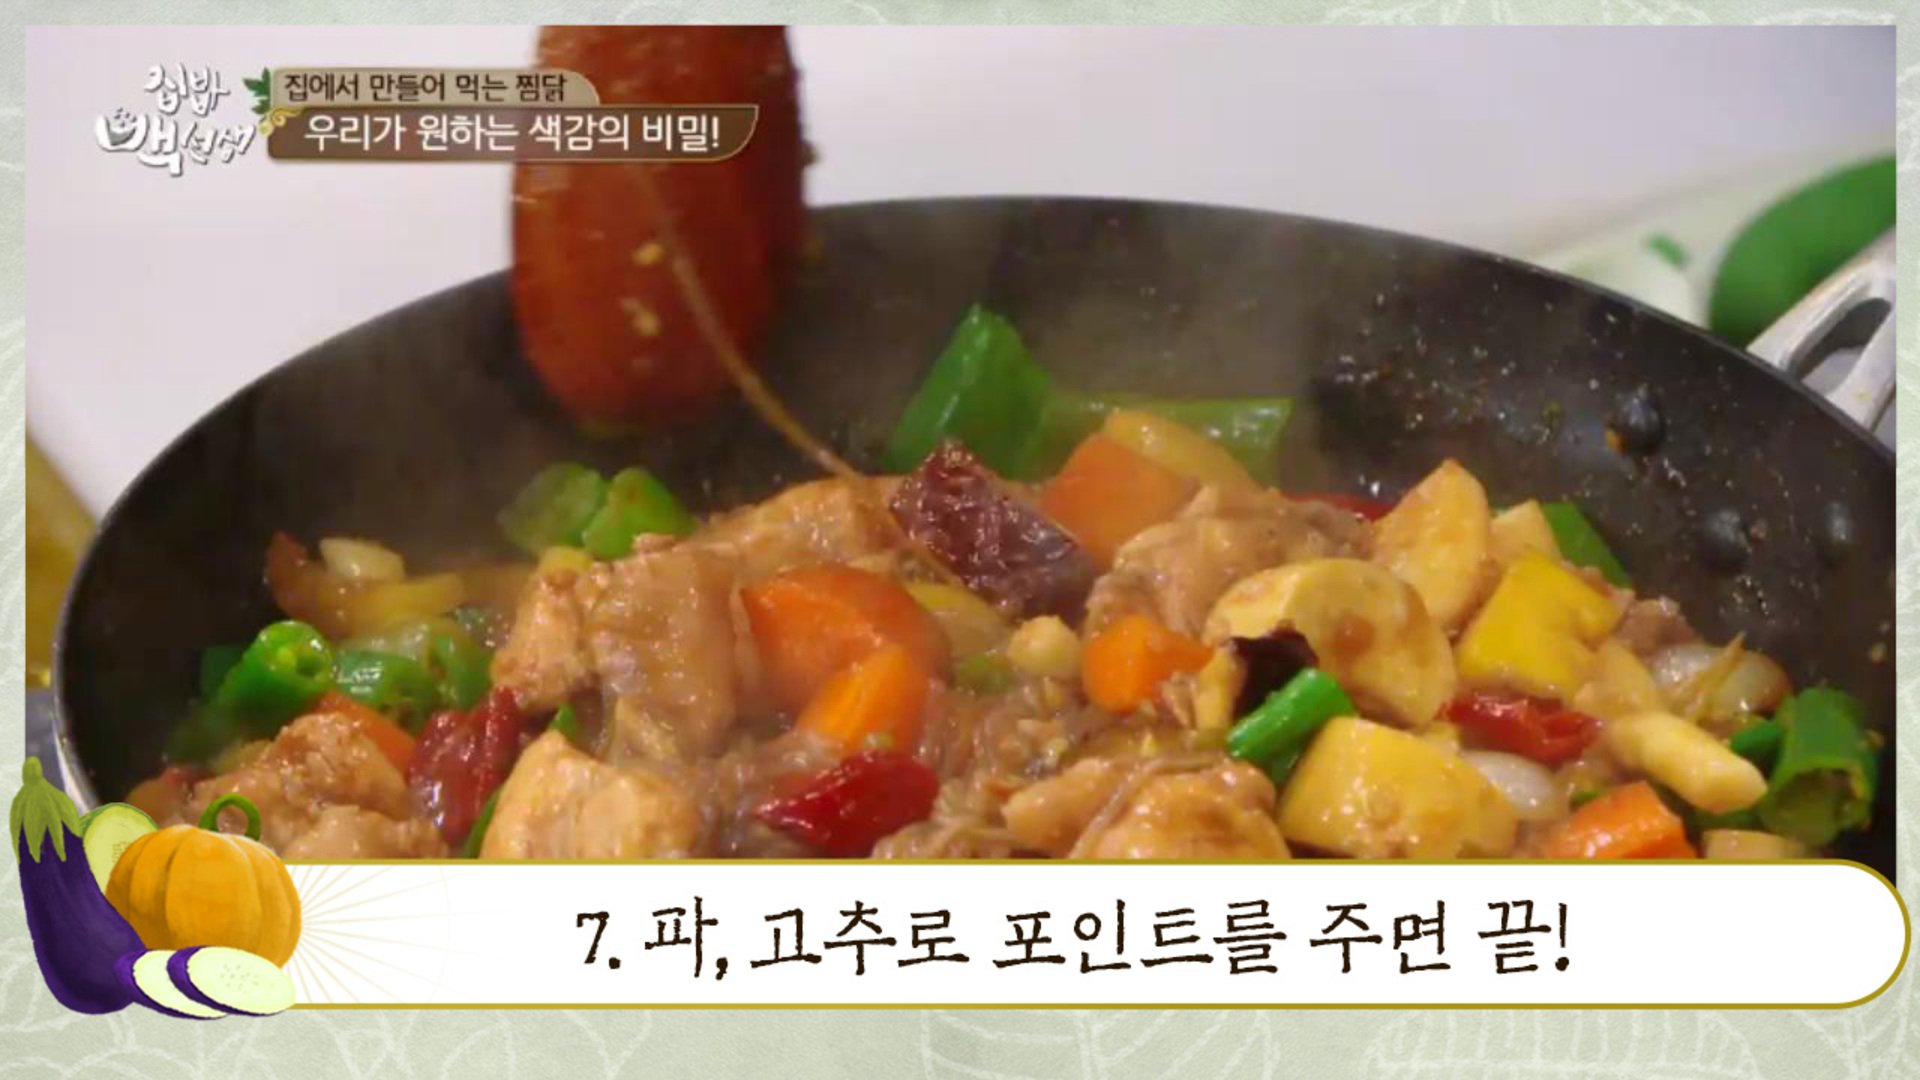 집밥
백선생
집에서 만들어 먹는 찜닭
우리가 원하는 색감의 비밀!
7. 파, 고추로 포인트를 주면 끝!